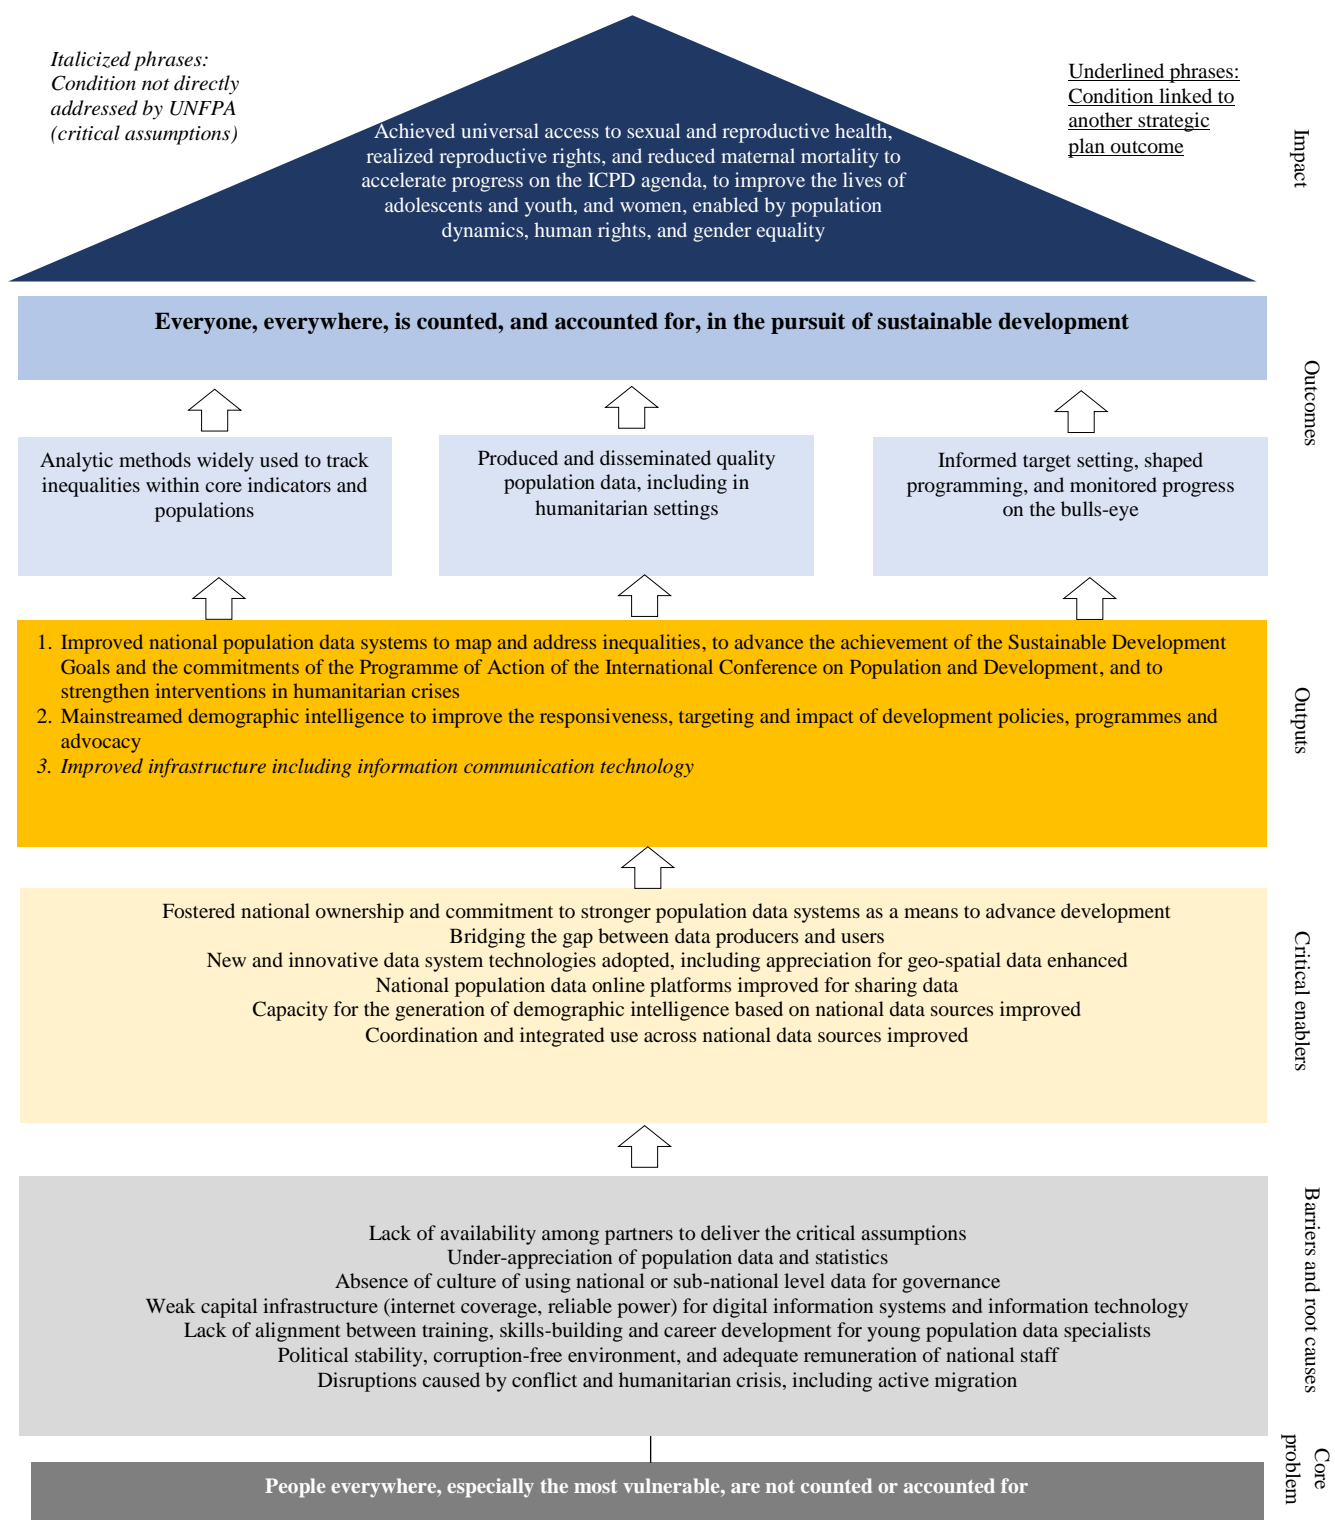 Italicized phrases:
Condition not directly
addressed by UNFPA
(critical assumptions)
Underlined phrases:
Condition linked to
another strategic
plan outcome
Impact
Achieved universal access to sexual and reproductive health,
realized reproductive rights, and reduced maternal mortality to
accelerate progress on the ICPD agenda, to improve the lives of
adolescents and youth, and women, enabled by population
dynamics, human rights, and gender equality
Everyone, everywhere, is counted, and accounted for, in the pursuit of sustainable development
Outcomes
Analytic methods widely used to track
inequalities within core indicators and
populations
Produced and disseminated quality
population data, including in
humanitarian settings
Informed target setting, shaped
programming, and monitored progress
on the bulls-eye
1. Improved national population data systems to map and address inequalities, to advance the achievement of the Sustainable Development
Goals and the commitments of the Programme of Action of the International Conference on Population and Development, and to
strengthen interventions in humanitarian crises
2. Mainstreamed demographic intelligence to improve the responsiveness, targeting and impact of development policies, programmes and
advocacy
3. Improved infrastructure including information communication technology
Outputs
Fostered national ownership and commitment to stronger population data systems as a means to advance development
Bridging the gap between data producers and users
New and innovative data system technologies adopted, including appreciation for geo-spatial data enhanced
National population data online platforms improved for sharing data
Capacity for the generation of demographic intelligence based on national data sources improved
Coordination and integrated use across national data sources improved
Critical enablers
Lack of availability among partners to deliver the critical assumptions
Under-appreciation of population data and statistics
Absence of culture of using national or sub-national level data for governance
Weak capital infrastructure (internet coverage, reliable power) for digital information systems and information technology
Lack of alignment between training, skills-building and career development for young population data specialists
Political stability, corruption-free environment, and adequate remuneration of national staff
Disruptions caused by conflict and humanitarian crisis, including active migration
Barriers and root causes
People everywhere, especially the most vulnerable, are not counted or accounted for
Core
problem